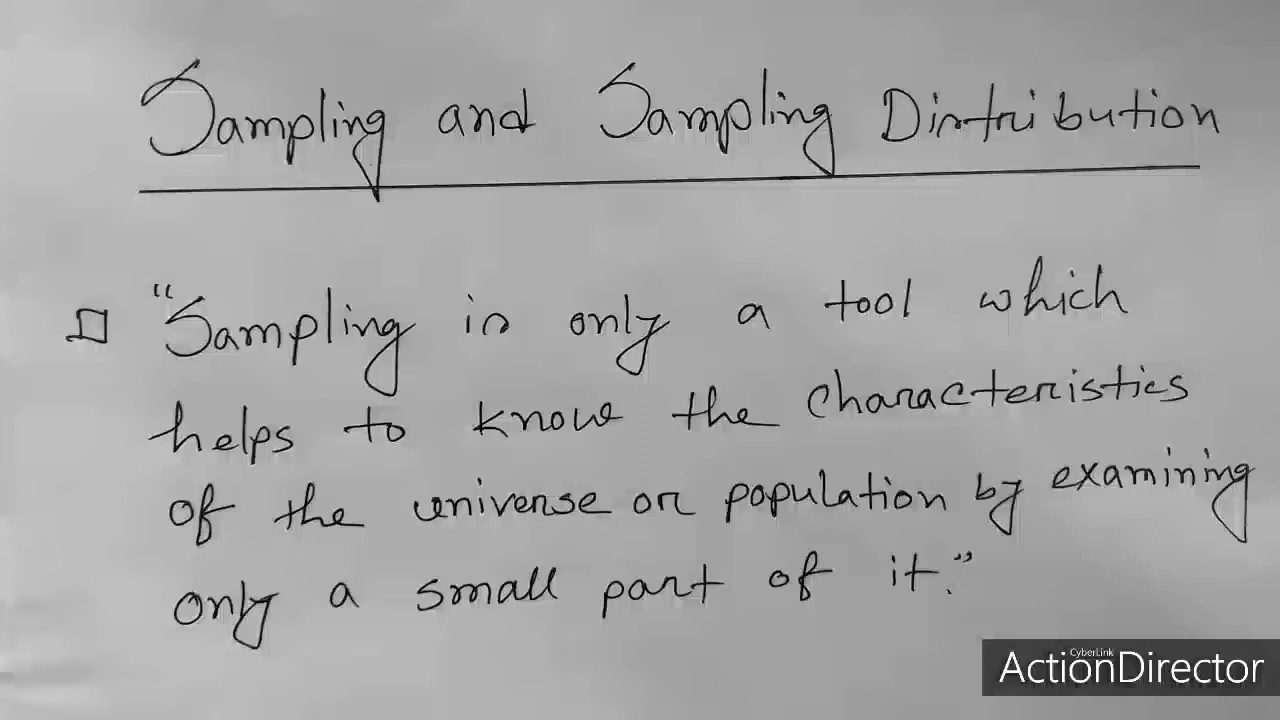 Sampling and Sampling Distribution
"Sampling is only a tool which
helps to know the characteristics
of the universe or population by examining
only a small part of it."
CyberLink
ActionDirector